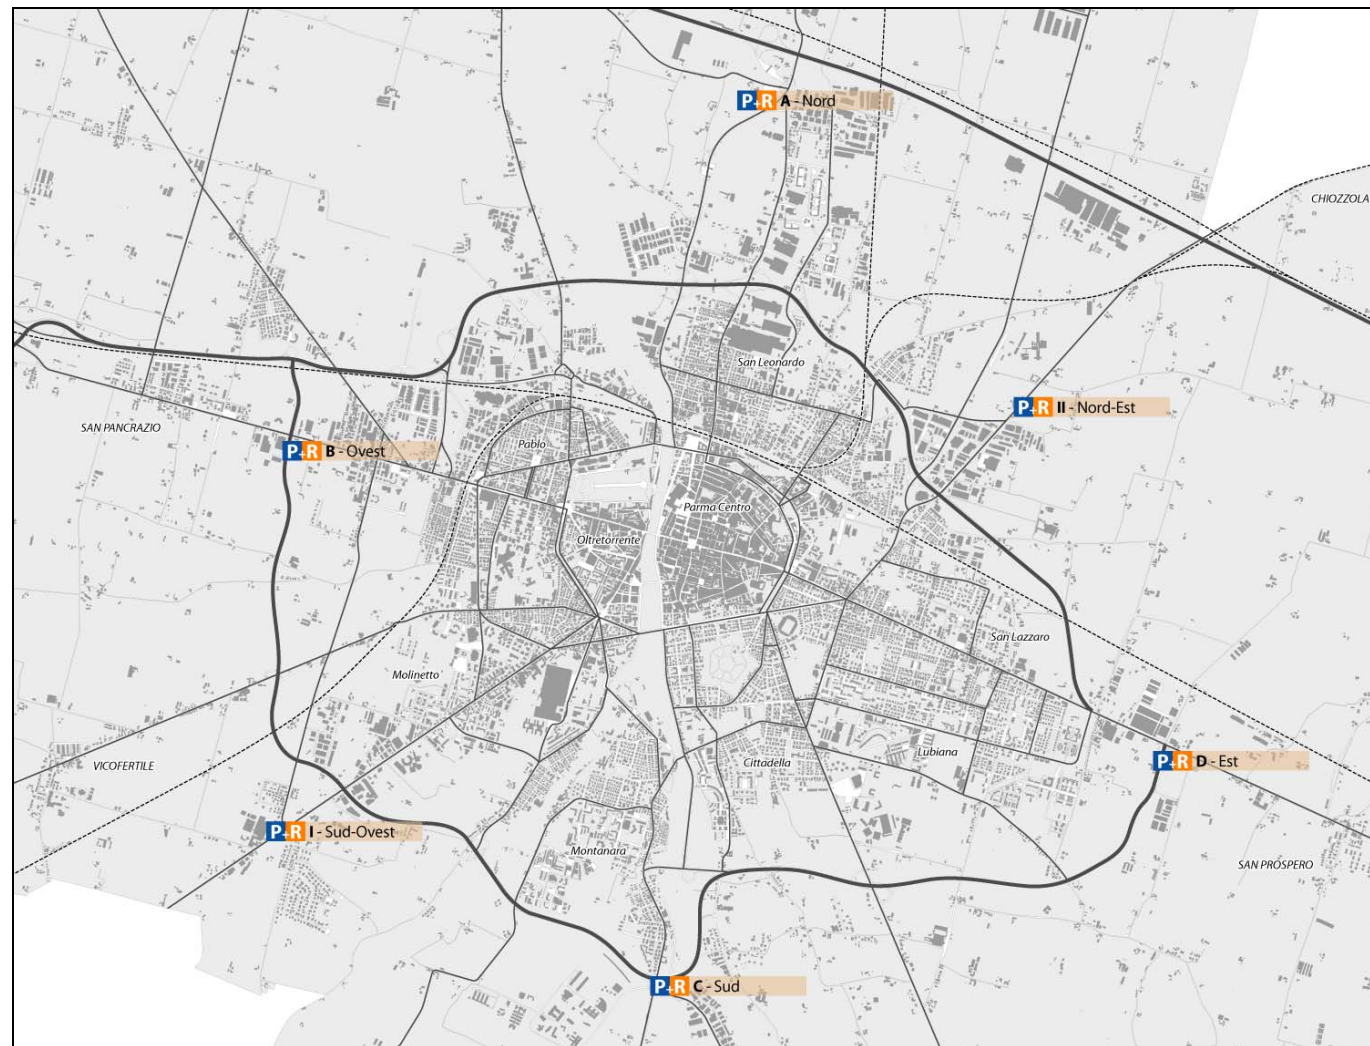 P+R A - Nord
CHIOZZOLA
San Leonardo
P+R II - Nord-Est
SAN PANCRAZIO
Pablo
P+R B - Ovest
Parma Centro
Oltretorrente
San Lazzaro
Molinetto
Lubiana
VICOFERTILE
Cittadella
P+R D - Est
P+R I - Sud-Ovest
Montanara
SAN PROSPERO
P+R C - Sud